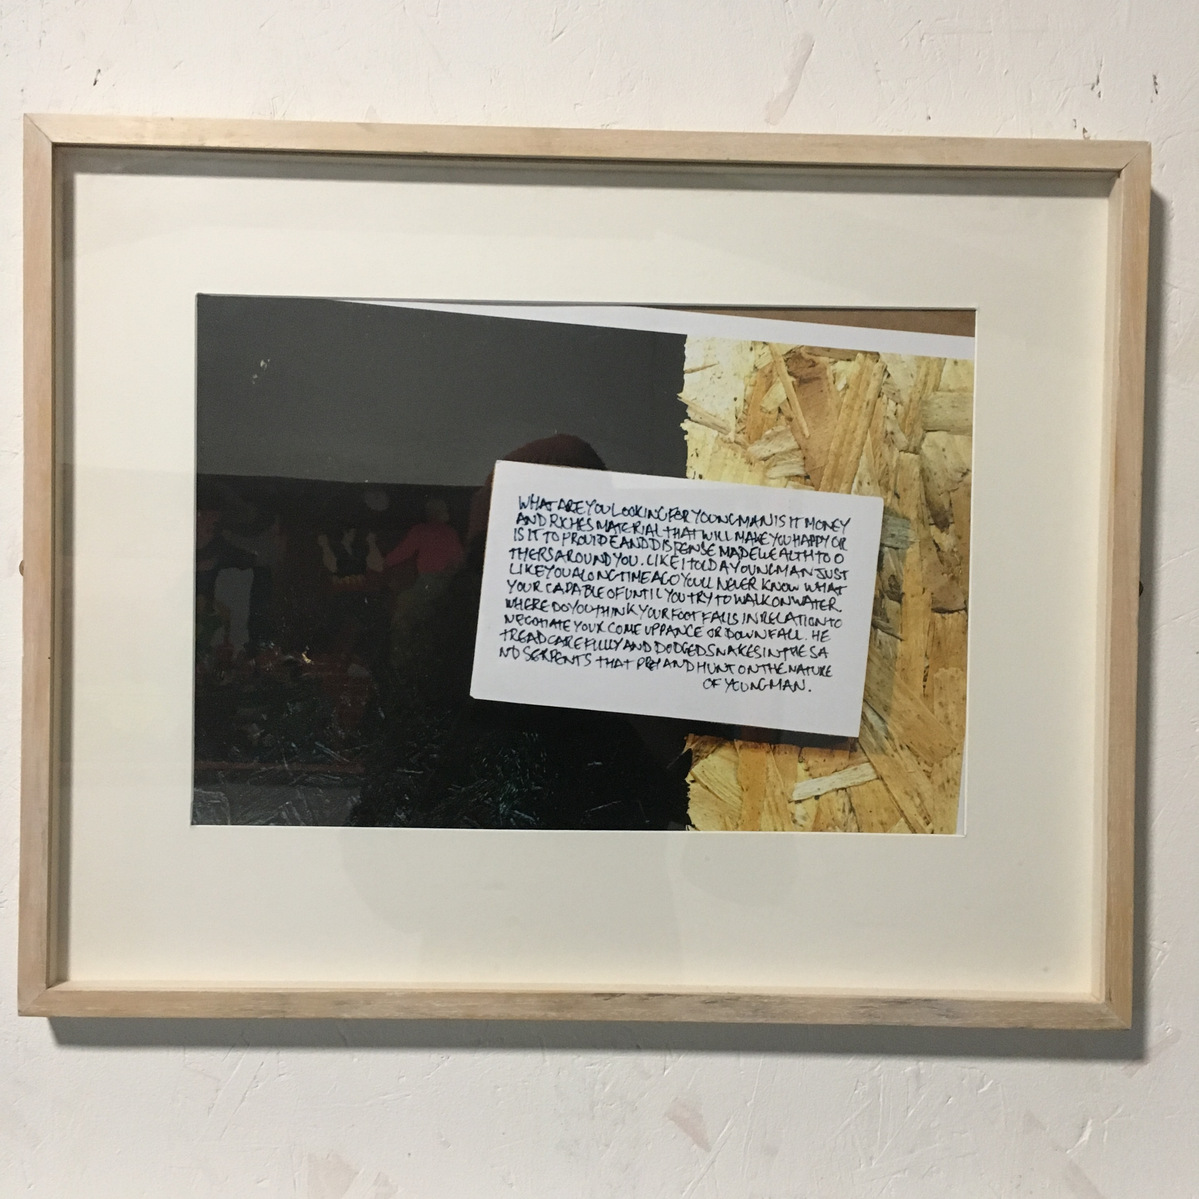 WHAT ARE YOU LOOKING FOR YOUNG MAN IS IT MONEY
AND RICHES MATERIAL THAT WILL MAKE YOU HAPPY OR
IS IT TO PROVIDE AND DISPENSE MADE WEALTH TO O
THERS AROUND YOU. LIKE I TOLD A YOUNG MAN JUST
LIKE YOU A LONG TIME AGO YOULL NEVER KNOW WHAT
YOUR CAPABLE OF UNTIL YOU TRY TO WALK ON WATER
WHERE DO YOU THINK YOUR FOOT FALLS IN RELATION TO
NEGOTIATE YOUR COME UPPANCE OR DOWNFALL. HE
TREAD CAREFULLY AND DODGED SNAKES IN THE SA
ND SERPENTS THAT PREY AND HUNT ON THE NATURE
OF YOUNG MAN.